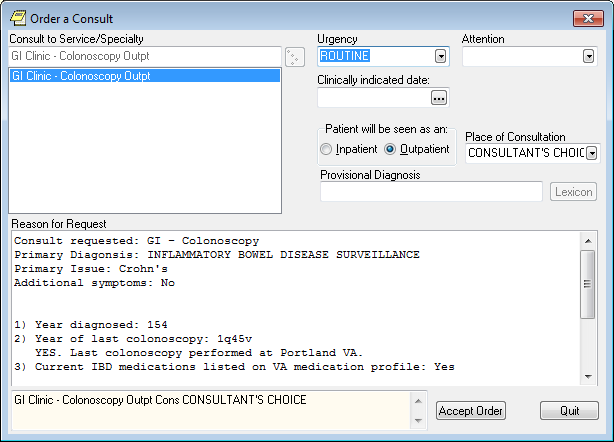 Order a Consult
Consult to Service/Specialty
Urgency
Attention
GI Clinic - Colonoscopy Outpt
ROUTINE
GI Clinic - Colonoscopy Outpt
Clinically indicated date:
...
Patient will be seen as an:
Inpatient
Outpatient
Place of Consultation
CONSULTANT'S CHOIC
Provisional Diagnosis
Lexicon
Reason for Request
Consult requested: GI - Colonoscopy
Primary Diagonsis: INFLAMMATORY BOWEL DISEASE SURVEILLANCE
Primary Issue: Crohn's
Additional symptoms: No
1) Year diagnosed: 154
2) Year of last colonoscopy: 1q45v
YES. Last colonoscopy performed at Portland VA.
3) Current IBD medications listed on VA medication profile: Yes
GI Clinic - Colonoscopy Outpt Cons CONSULTANT'S CHOICE
Accept Order
Quit